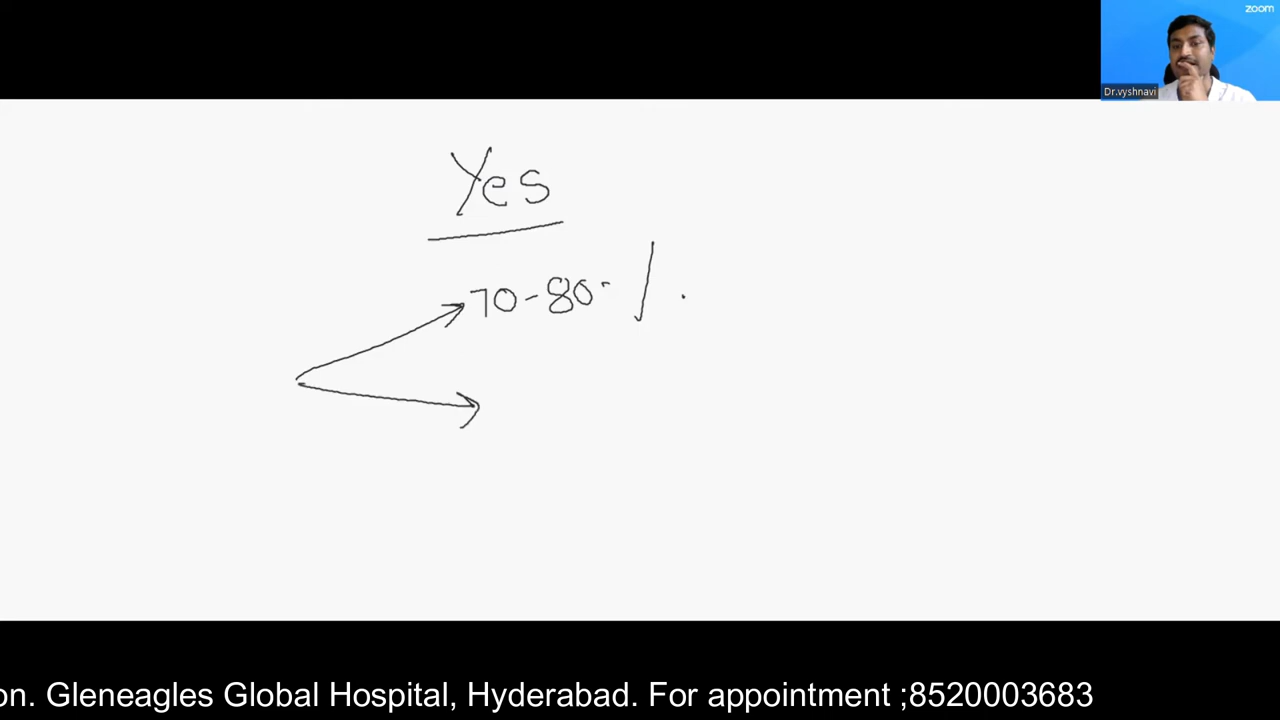 zoom
Dr.vyshnavi
Yes
70-80%
on. Gleneagles Global Hospital, Hyderabad. For appointment ;8520003683